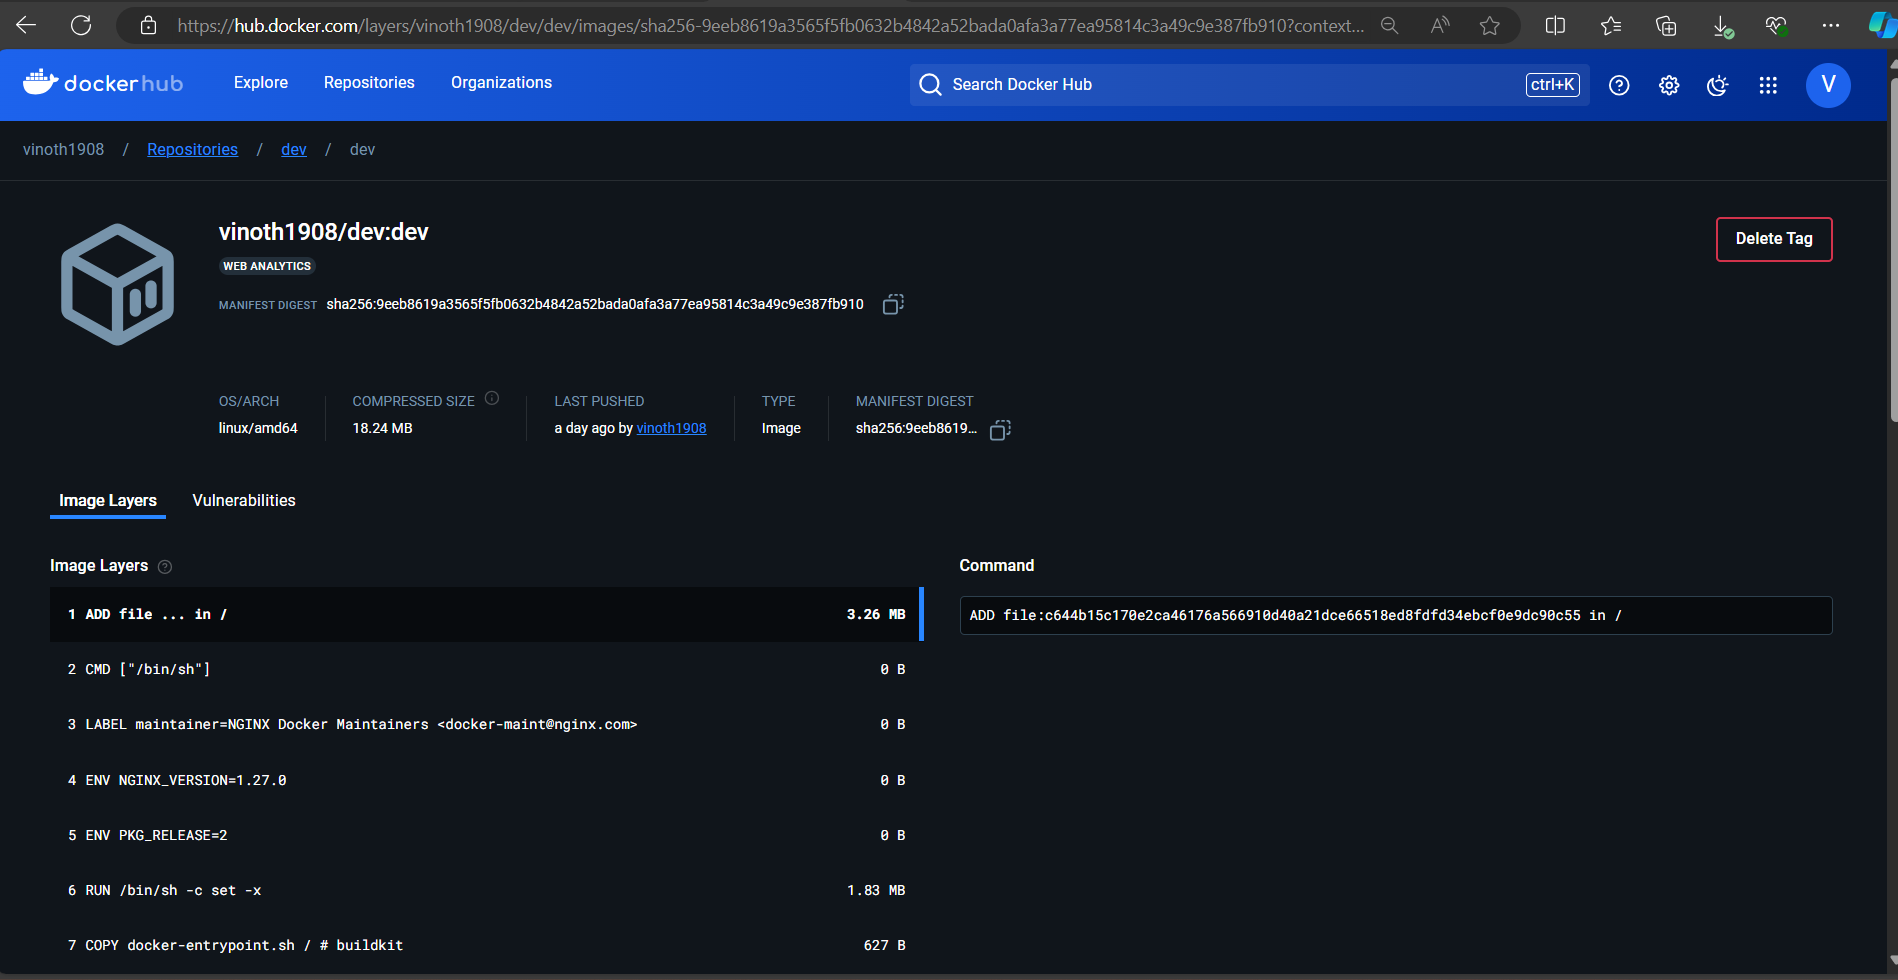 https://hub.docker.com/layers/vinoth1908/dev/dev/images/sha256-9eeb8619a3565f5fb0632b4842a52bada0afa3a77ea95814c3a49c9e387fb910?context...
docker hub Explore Repositories Organizations Search Docker Hub ctrl+K V
vinoth1908 / Repositories / dev / dev
vinoth1908/dev:dev
Delete Tag
WEB ANALYTICS
MANIFEST DIGEST sha256:9eeb8619a3565f5fb0632b4842a52bada0afa3a77ea95814c3a49c9e387fb910
OS/ARCH COMPRESSED SIZE LAST PUSHED TYPE MANIFEST DIGEST
linux/amd64 18.24 MB a day ago by vinoth1908 Image sha256:9eeb8619...
Image Layers Vulnerabilities
Image Layers Command
1 ADD file ... in / 3.26 MB
ADD file:c644b15c170e2ca46176a566910d40a21dce66518ed8fdfd34ebcf0e9dc90c55 in /
2 CMD ["/bin/sh"] 0 B
3 LABEL maintainer=NGINX Docker Maintainers <docker-maint@nginx.com> 0 B
4 ENV NGINX_VERSION=1.27.0 0 B
5 ENV PKG_RELEASE=2 0 B
6 RUN /bin/sh -c set -x 1.83 MB
7 COPY docker-entrypoint.sh / # buildkit 627 B